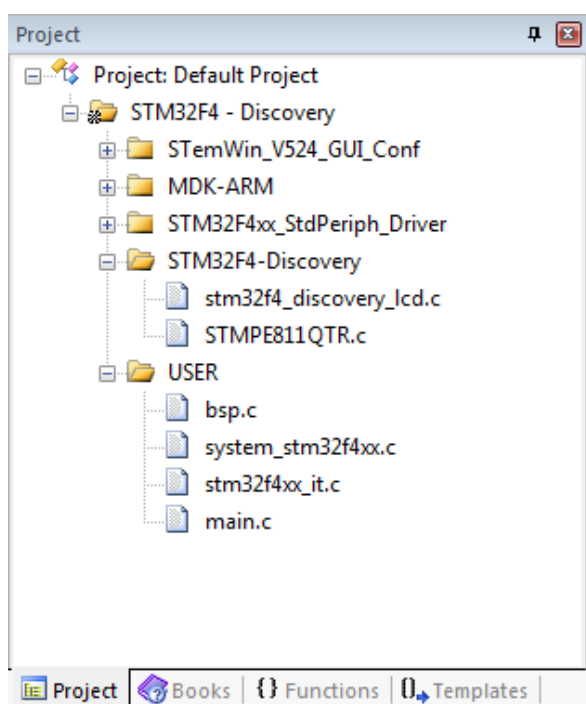 Project
Project: Default Project
STM32F4 - Discovery
STemWin_V524_GUI_Conf
MDK-ARM
STM32F4xx_StdPeriph_Driver
STM32F4-Discovery
stm32f4_discovery_lcd.c
STMPE811QTR.c
USER
bsp.c
system_stm32f4xx.c
stm32f4xx_it.c
main.c
Project Books {} Functions 0 Templates